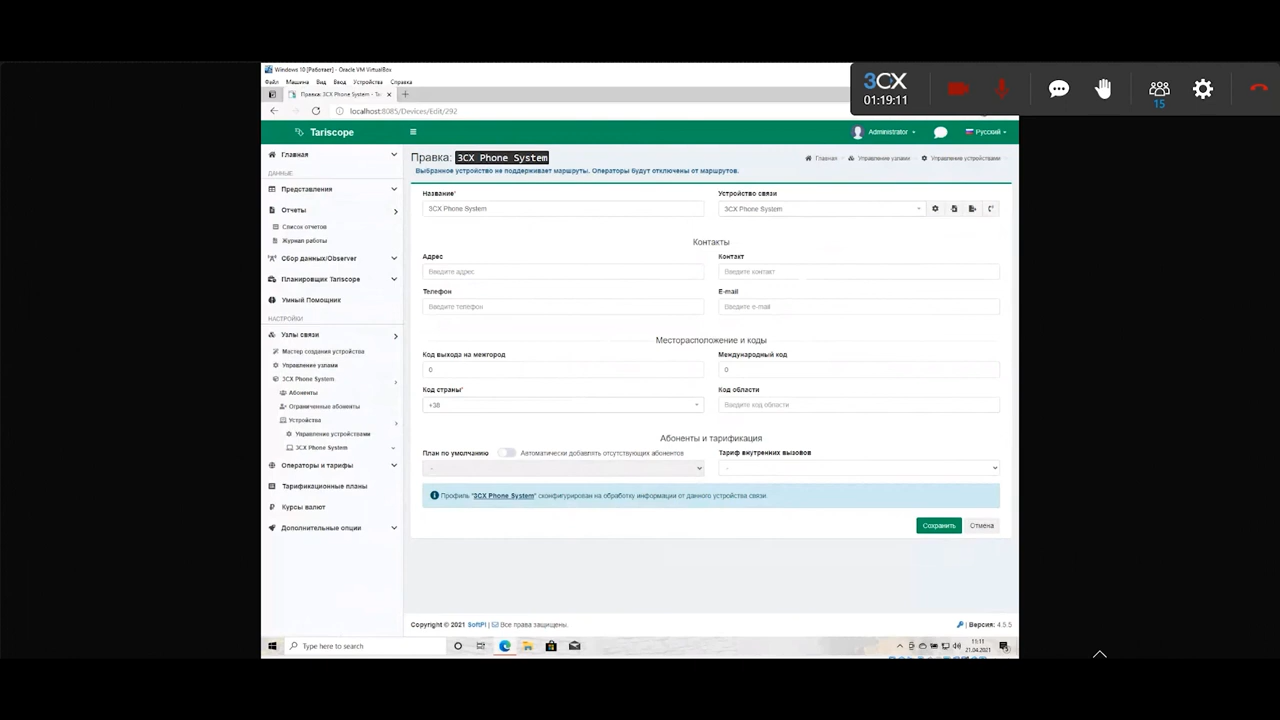 Windows 10 [Работает] - Oracle VM VirtualBox
Файл Машина Вид Ввод Устройства Справка
Правка: 3CX Phone System - Ta
localhost:8085/Devices/Edit/292
3CX
01:19:11
15
Tariscope
Administrator
Русский
Главная
ДАННЫЕ
Представления
Отчеты
Список отчетов
Журнал работы
Сбор данных/Observer
Планировщик Tariscope
Умный Помощник
НАСТРОЙКИ
Узлы связи
Мастер создания устройства
Управление узлами
3CX Phone System
Абоненты
Ограниченные абоненты
Устройства
Управление устройствами
3CX Phone System
Операторы и тарифы
Тарификационные планы
Курсы валют
Дополнительные опции
Правка: 3CX Phone System
Главная Управление узлами Управление устройствами
Выбранное устройство не поддерживает маршруты. Операторы будут отключены от маршрутов.
Название* Устройство связи
3CX Phone System 3CX Phone System
Контакты
Адрес Контакт
Введите адрес Введите контакт
Телефон E-mail
Введите телефон Введите e-mail
Месторасположение и коды
Код выхода на межгород Международный код
0 0
Код страны* Код области
+38 Введите код области
Абоненты и тарификация
План по умолчанию Автоматически добавлять отсутствующих абонентов Тариф внутренних вызовов
- -
Профиль "3CX Phone System" сконфигурирован на обработку информации от данного устройства связи.
Сохранить Отмена
Copyright © 2021 SoftPI Все права защищены. Версия: 4.5.5
Type here to search
11:11
21.04.2021